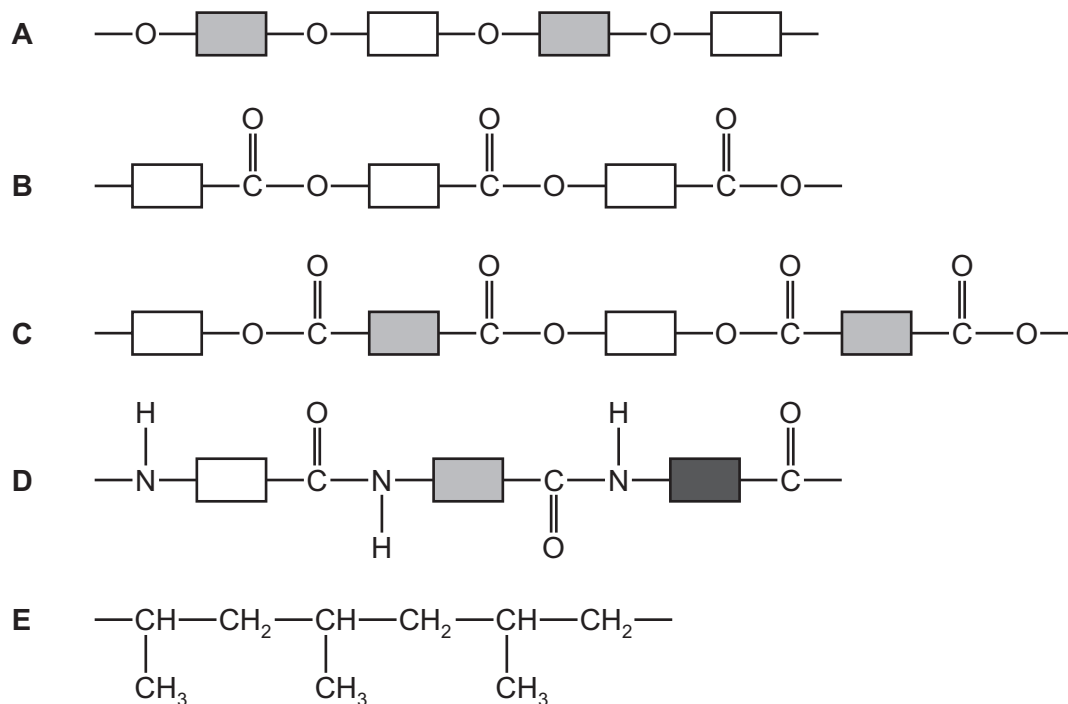 A O O O O
O O O
B C O C O C O
O O O O
C O C C O O C C O
H O H O
D N C N C N C
H O
E CH CH₂ CH CH₂ CH CH₂
CH₃ CH₃ CH₃